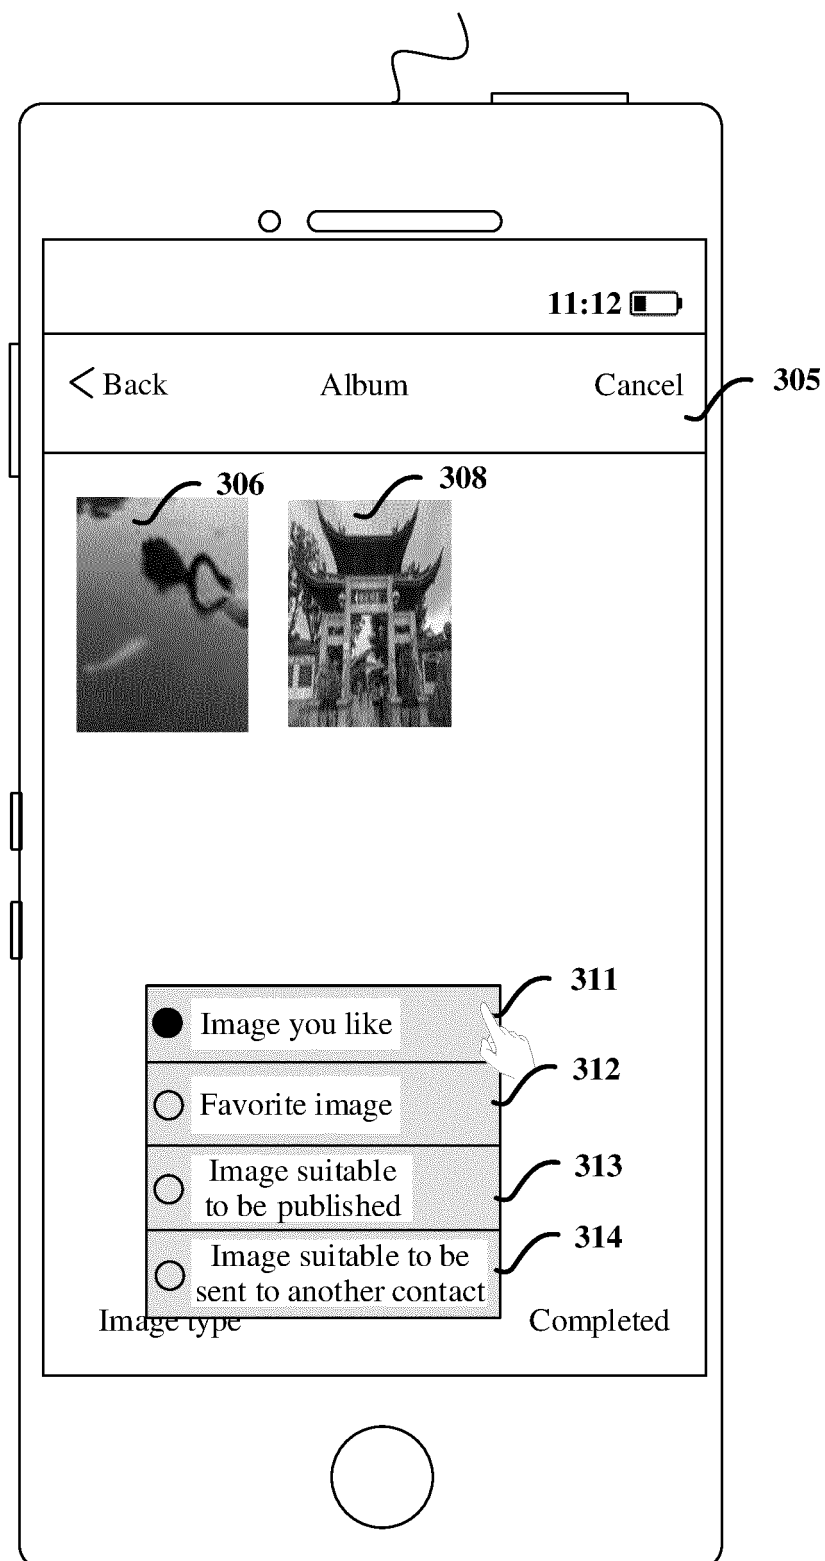 11:12
Back Album Cancel
305
306
308
311
Image you like
312
Favorite image
313
Image suitable
to be published
314
Image suitable to be
sent to another contact
Image type Completed